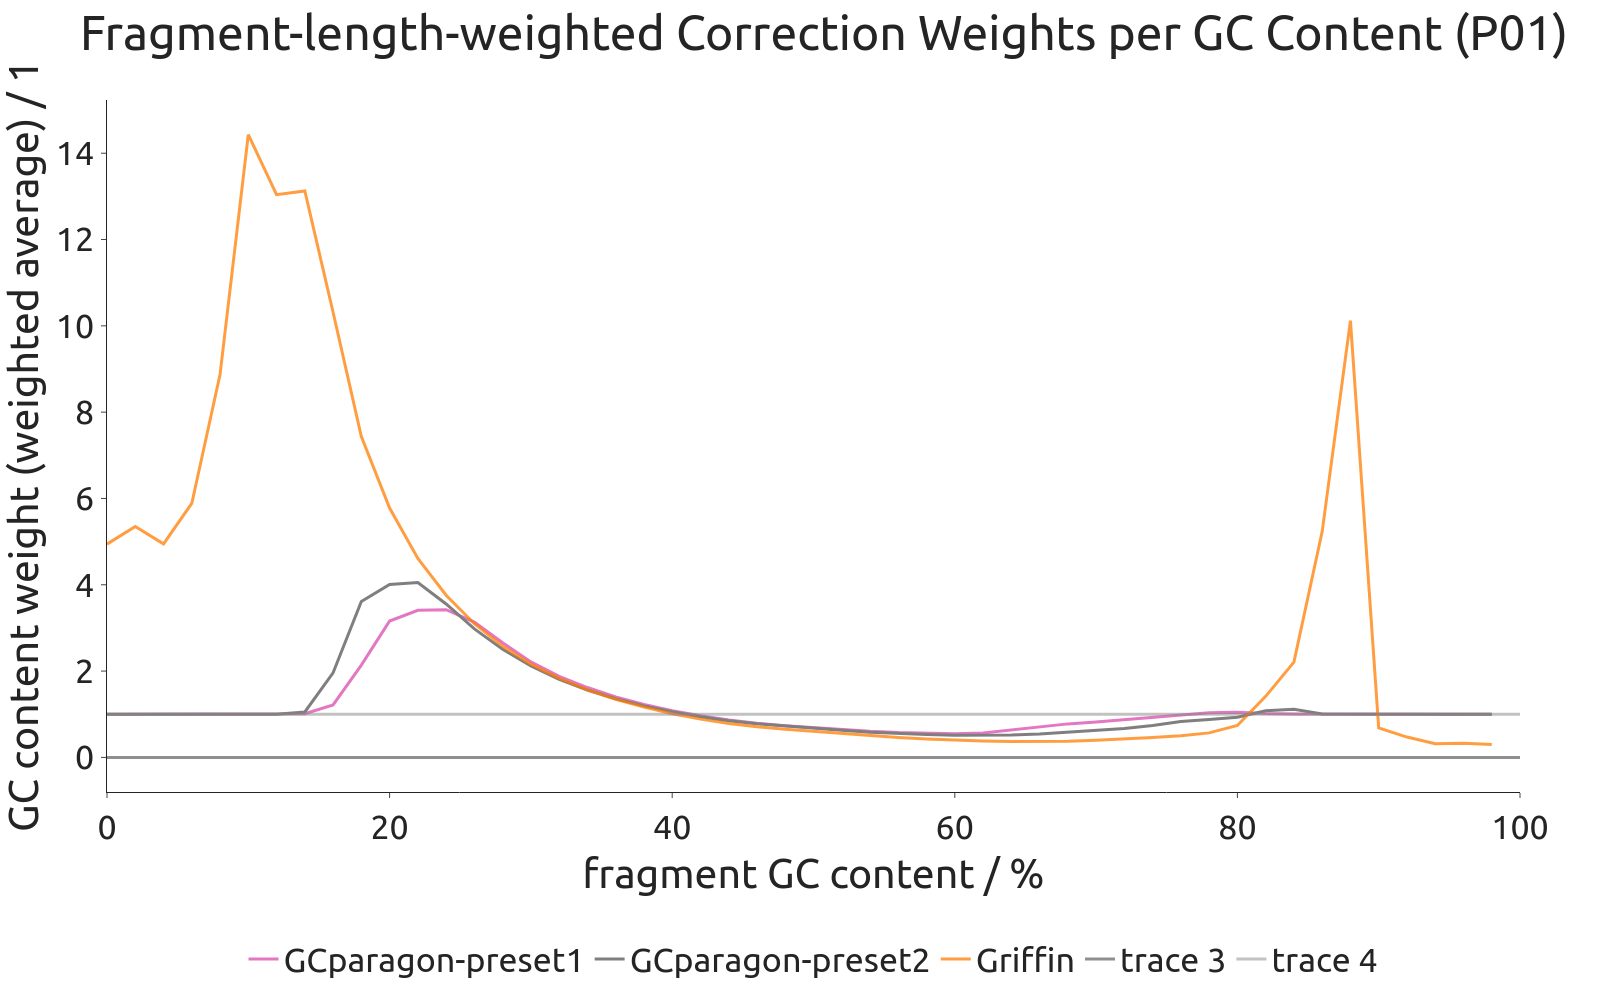 Fragment-length-weighted Correction Weights per GC Content (P01)
GC content weight (weighted average) / 1
14
12
10
8
6
4
2
0
0 20 40 60 80 100
fragment GC content / %
GCparagon-preset1 GCparagon-preset2 Griffin trace 3 trace 4